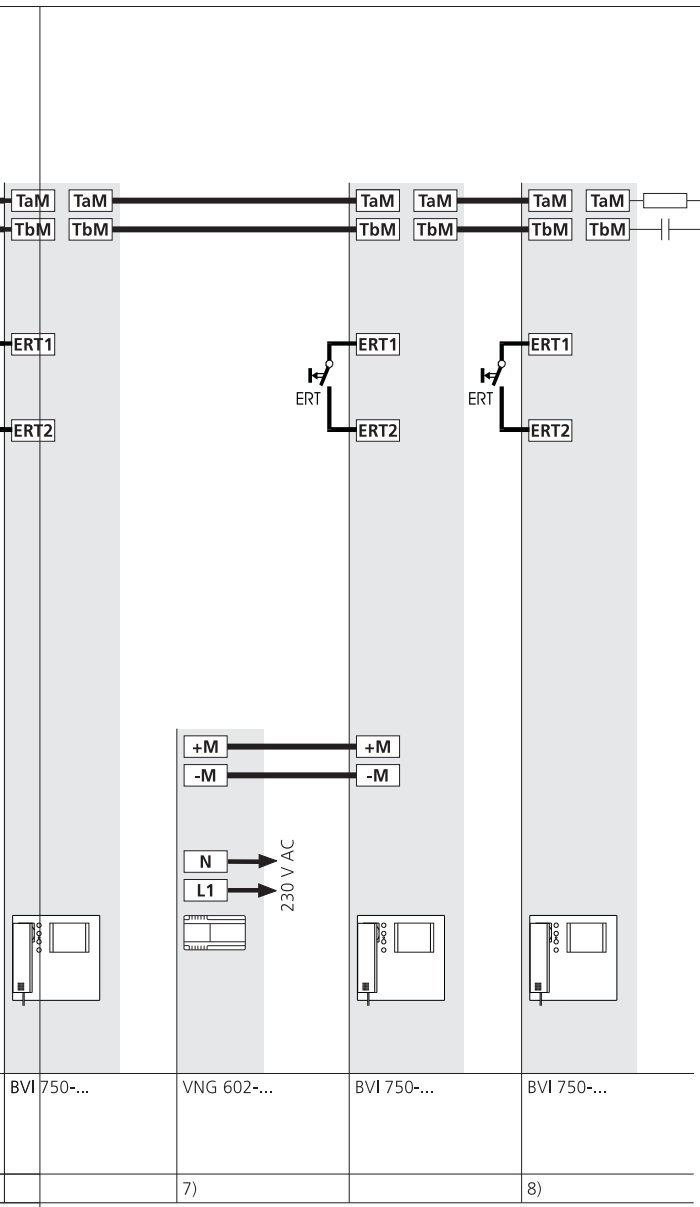 TaM TaM TaM TaM TaM TaM
TbM TbM TbM TbM TbM TbM
ERT1 ERT1 ERT1
ERT ERT
ERT2 ERT2 ERT2
+M +M
-M -M
N
L1
230 V AC
BVI 750-... VNG 602-... BVI 750-... BVI 750-...
7) 8)